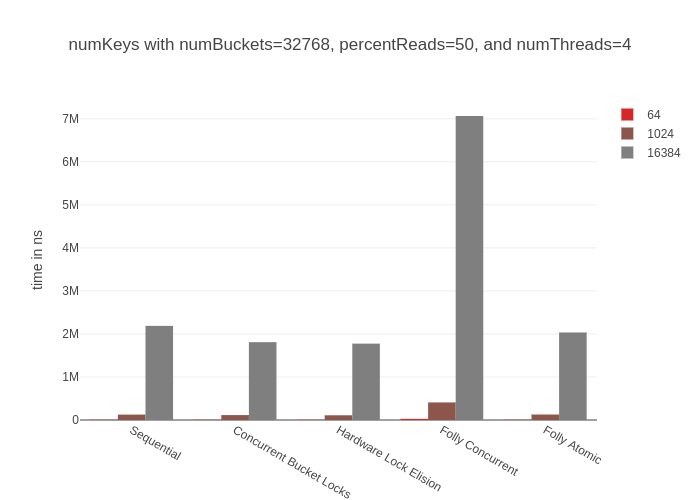 numKeys with numBuckets=32768, percentReads=50, and numThreads=4
64
1024
16384
7M
6M
5M
4M
3M
2M
1M
0
time in ns
Sequential
Concurrent Bucket Locks
Hardware Lock Elision
Folly Concurrent
Folly Atomic